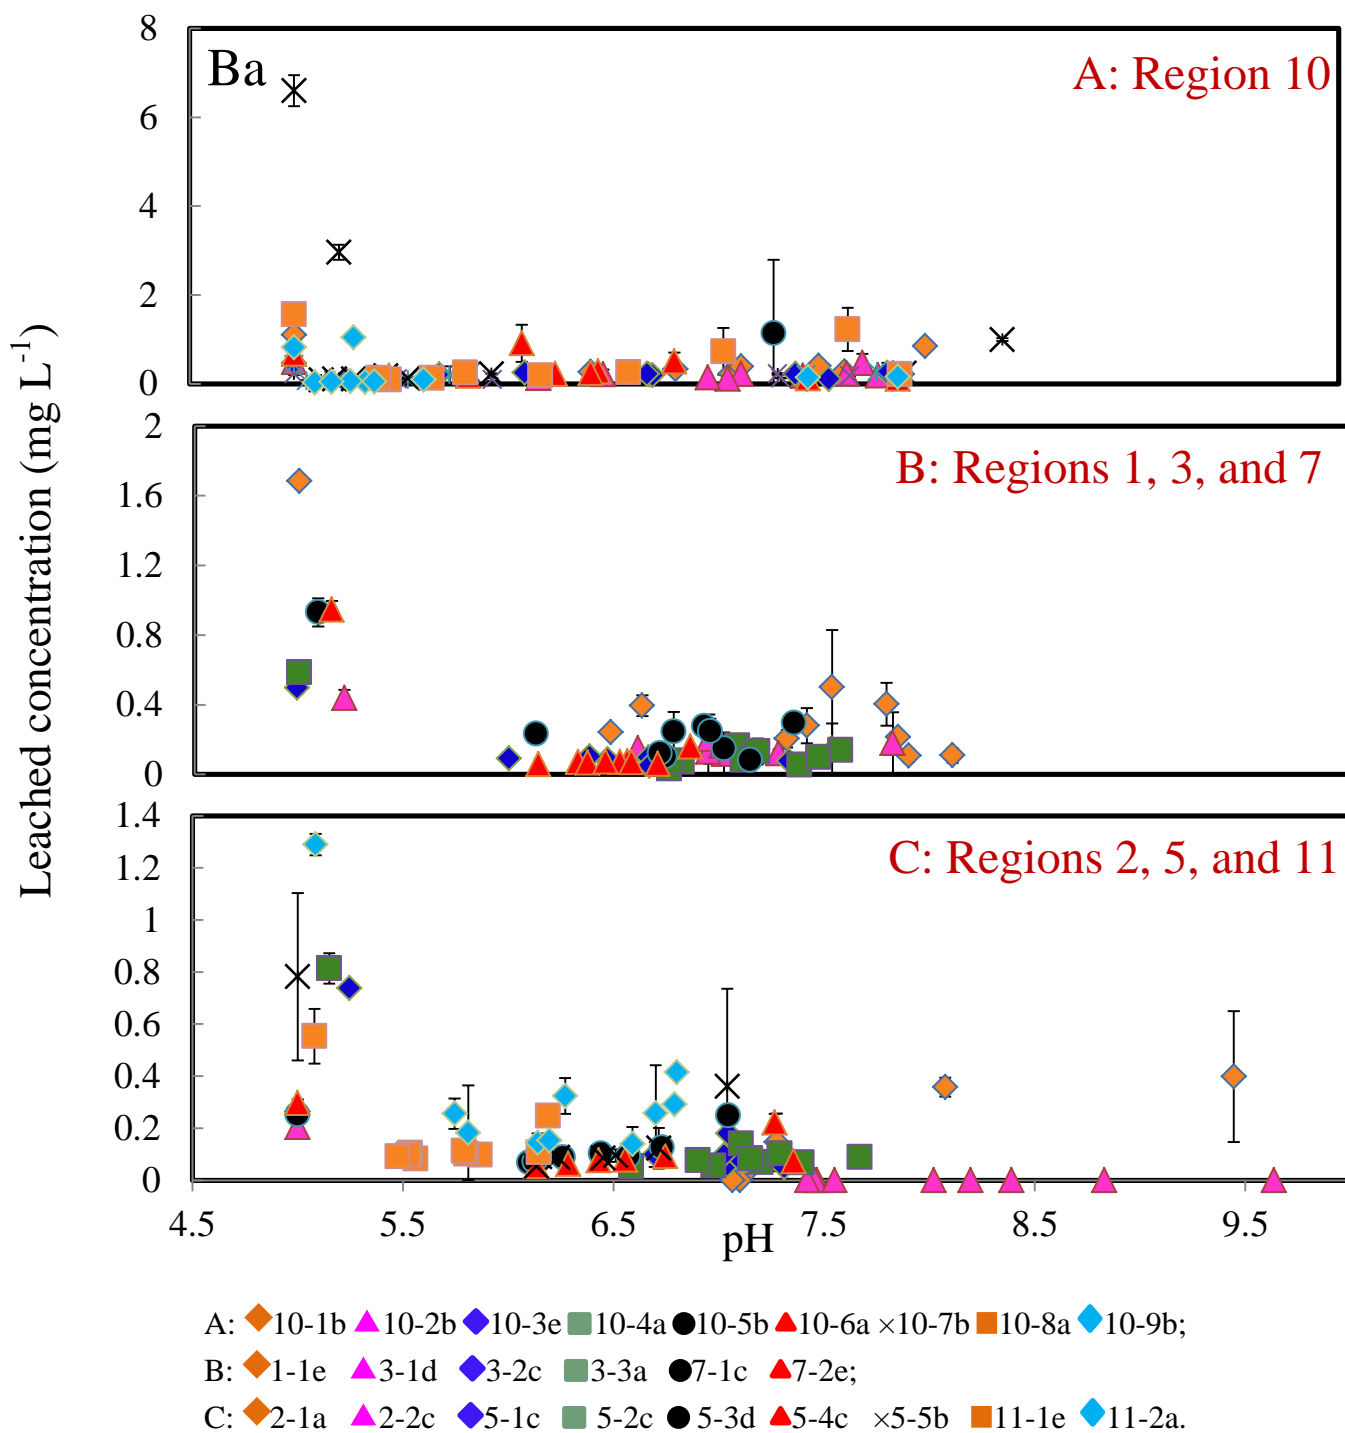 Ba
A: Region 10
8
6
4
2
0
B: Regions 1, 3, and 7
2
1.6
1.2
0.8
0.4
0
C: Regions 2, 5, and 11
1.4
1.2
1
0.8
0.6
0.4
0.2
0
Leached concentration (mg L⁻¹)
4.5 5.5 6.5 7.5 8.5 9.5
pH
A: 10-1b 10-2b 10-3e 10-4a 10-5b 10-6a ×10-7b 10-8a 10-9b;
B: 1-1e 3-1d 3-2c 3-3a 7-1c 7-2e;
C: 2-1a 2-2c 5-1c 5-2c 5-3d 5-4c ×5-5b 11-1e 11-2a.